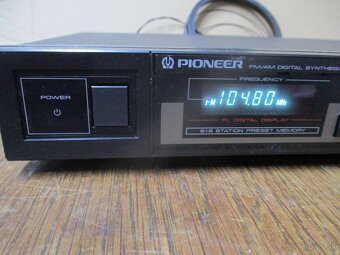 PIONEER
FM/AM DIGITAL SYNTHESI
FREQUENCY
POWER
FM 104.80 MHz
FL DIGITAL DISPLAY
8+8 STATION PRESET MEMORY